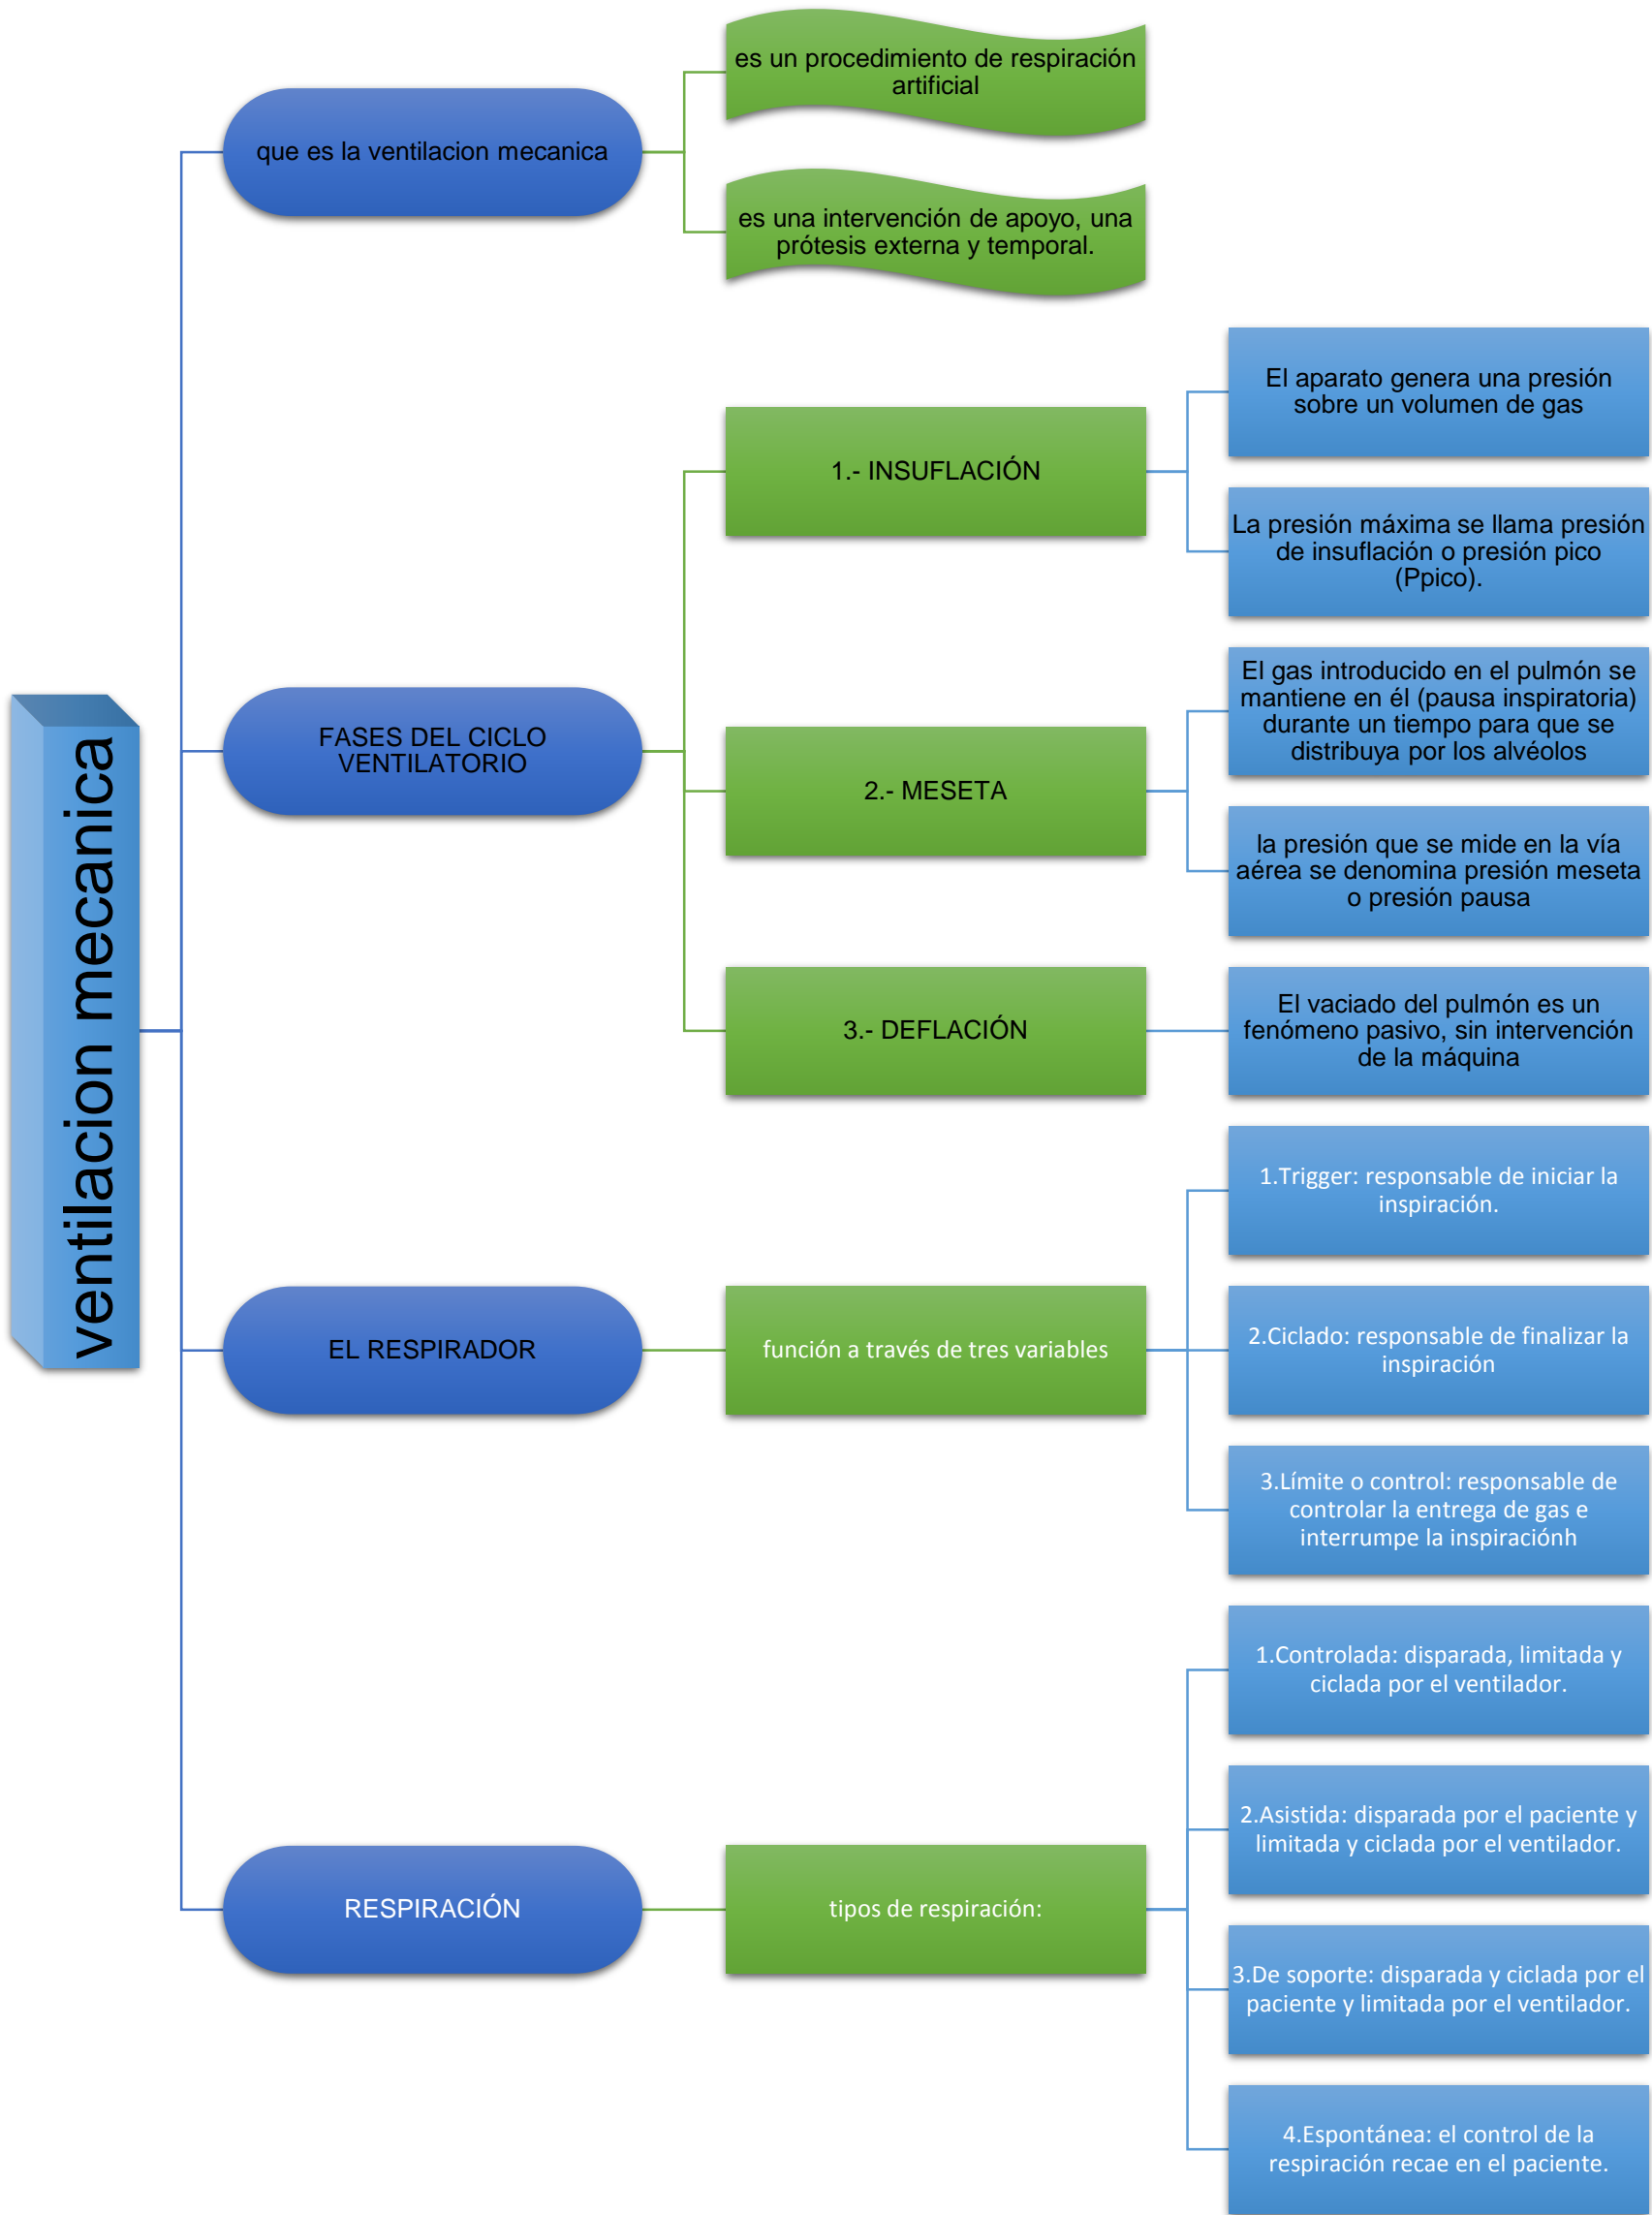 ventilacion mecanica
que es la ventilacion mecanica
es un procedimiento de respiración
artificial
es una intervención de apoyo, una
prótesis externa y temporal.
FASES DEL CICLO
VENTILATORIO
1.- INSUFLACIÓN
El aparato genera una presión
sobre un volumen de gas
La presión máxima se llama presión
de insuflación o presión pico
(Ppico).
2.- MESETA
El gas introducido en el pulmón se
mantiene en él (pausa inspiratoria)
durante un tiempo para que se
distribuya por los alvéolos
la presión que se mide en la vía
aérea se denomina presión meseta
o presión pausa
3.- DEFLACIÓN
El vaciado del pulmón es un
fenómeno pasivo, sin intervención
de la máquina
EL RESPIRADOR
función a través de tres variables
1.Trigger: responsable de iniciar la
inspiración.
2.Ciclado: responsable de finalizar la
inspiración
3.Límite o control: responsable de
controlar la entrega de gas e
interrumpe la inspiraciónh
RESPIRACIÓN
tipos de respiración:
1.Controlada: disparada, limitada y
ciclada por el ventilador.
2.Asistida: disparada por el paciente y
limitada y ciclada por el ventilador.
3.De soporte: disparada y ciclada por el
paciente y limitada por el ventilador.
4.Espontánea: el control de la
respiración recae en el paciente.